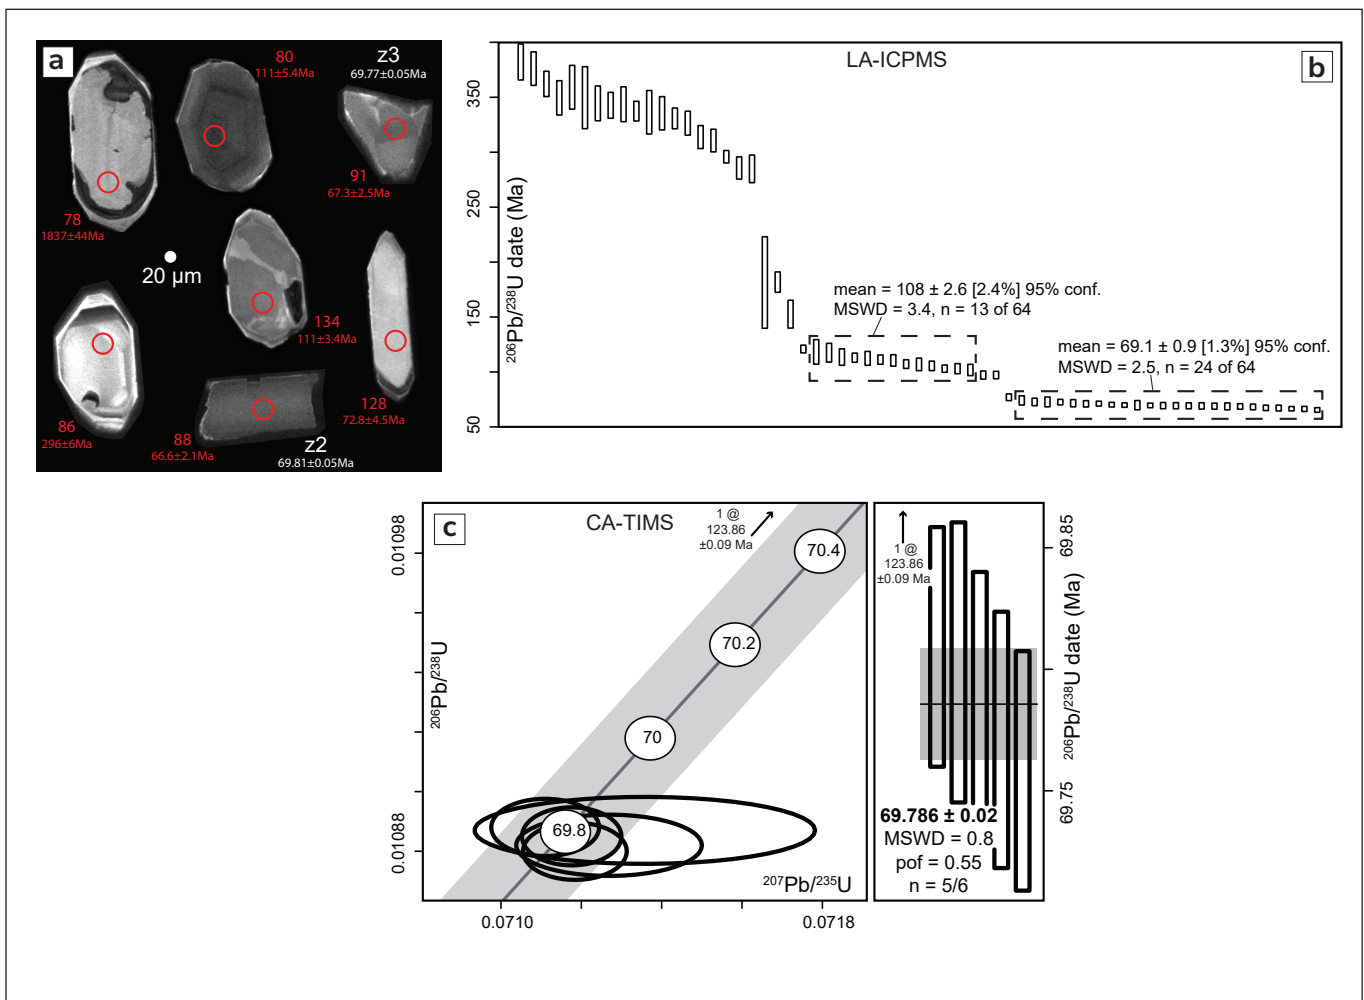 a
80
111±5.4Ma
z3
69.77±0.05Ma
91
67.3±2.5Ma
78
1837±44Ma
20 µm
134
111±3.4Ma
128
72.8±4.5Ma
86
296±6Ma
88
66.6±2.1Ma
z2
69.81±0.05Ma
LA-ICPMS
b
350
250
150
50
206Pb/238U date (Ma)
mean = 108 ± 2.6 [2.4%] 95% conf.
MSWD = 3.4, n = 13 of 64
mean = 69.1 ± 0.9 [1.3%] 95% conf.
MSWD = 2.5, n = 24 of 64
c
CA-TIMS
1 @
123.86
±0.09 Ma
70.4
70.2
70
69.8
0.01098
0.01088
206Pb/238U
207Pb/235U
0.0710
0.0718
1 @
123.86
±0.09 Ma
69.85
69.75
206Pb/238U date (Ma)
69.786 ± 0.02
MSWD = 0.8
pof = 0.55
n = 5/6